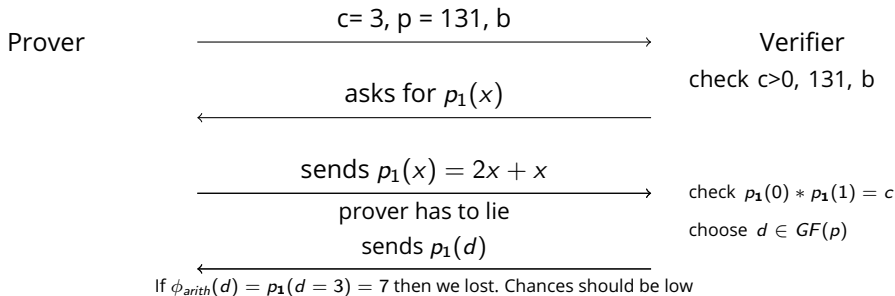 c= 3, p = 131, b
Prover
Verifier
check c>0, 131, b
asks for p₁(x)
sends p₁(x) = 2x + x
check p₁(0) * p₁(1) = c
prover has to lie
choose d ∈ GF(p)
sends p₁(d)
If ϕarith(d) = p₁(d = 3) = 7 then we lost. Chances should be low